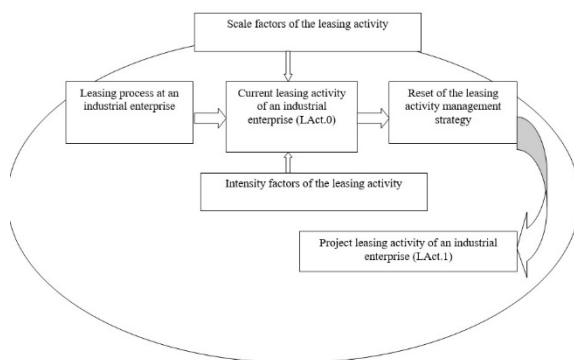 Scale factors of the leasing activity
Leasing process at an
industrial enterprise
Current leasing activity
of an industrial
enterprise (LAct.0)
Reset of the leasing
activity management
strategy
Intensity factors of the leasing activity
Project leasing activity of an industrial
enterprise (LAct.1)